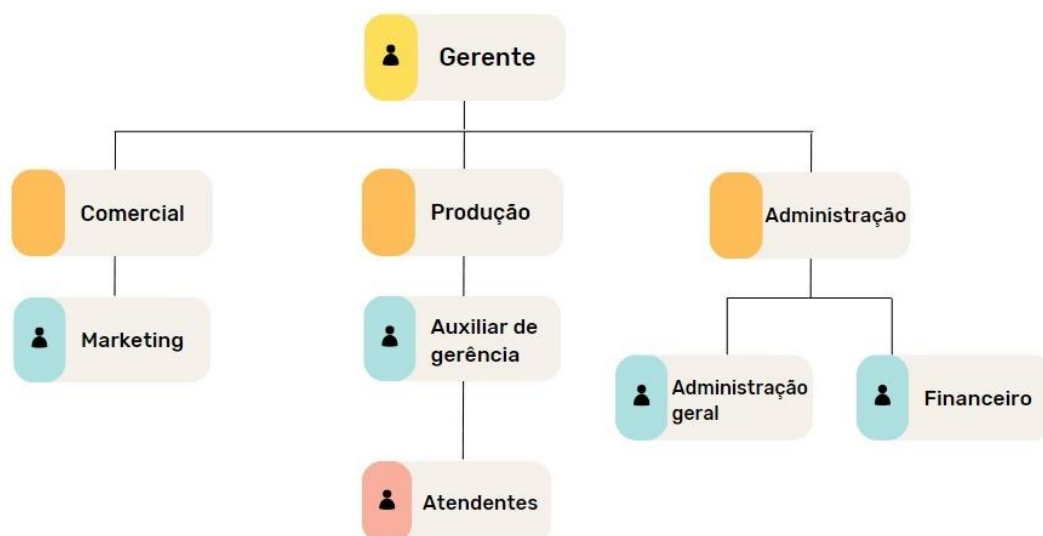 Gerente
Comercial
Produção
Administração
Marketing
Auxiliar de
gerência
Administração
geral
Financeiro
Atendentes